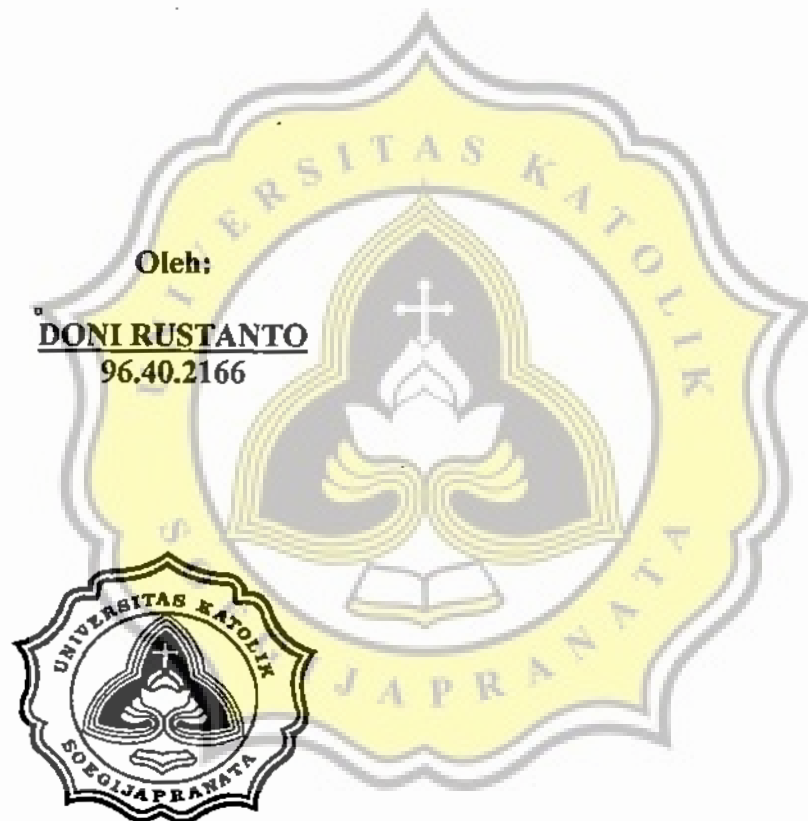 Oleh:
DONI RUSTANTO
96.40.2166
UNIVERSITAS KATOLIK
SOEGIJAPRANATA
UNIVERSITAS KATOLIK
SOEGIJAPRANATA